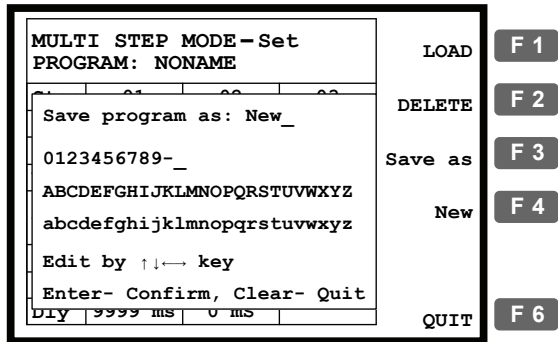 MULTI STEP MODE－Set
PROGRAM: NONAME
LOAD F 1
DELETE F 2
Save program as: New_
0123456789-_
Save as F 3
ABCDEFGHIJKLMNOPQRSTUVWXYZ
abcdefghijklmnopqrstuvwxyz
New F 4
Edit by ↑↓←→ key
Enter- Confirm, Clear- Quit
Dly 9999 ms 0 mS
QUIT F 6